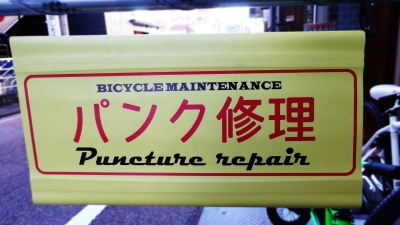 BICYCLE MAINTENANCE
パンク修理
Puncture repair